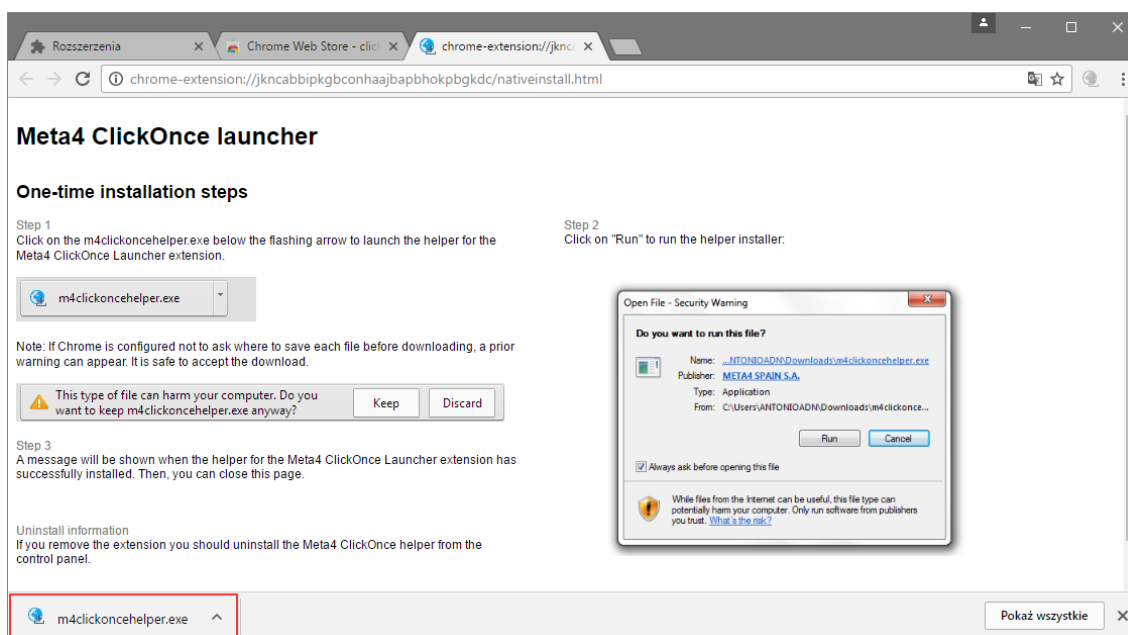 Rozszerzenia
Chrome Web Store - clic
chrome-extension://jknca
chrome-extension://jkncabbipkgbconhaajbapbhokpbgkdc/nativeinstall.html
Meta4 ClickOnce launcher
One-time installation steps
Step 1
Click on the m4clickoncehelper.exe below the flashing arrow to launch the helper for the
Meta4 ClickOnce Launcher extension.
m4clickoncehelper.exe
Note: If Chrome is configured not to ask where to save each file before downloading, a prior
warning can appear. It is safe to accept the download.
This type of file can harm your computer. Do you
want to keep m4clickoncehelper.exe anyway?
Keep
Discard
Step 3
A message will be shown when the helper for the Meta4 ClickOnce Launcher extension has
successfully installed. Then, you can close this page.
Uninstall information
If you remove the extension you should uninstall the Meta4 ClickOnce helper from the
control panel.
Step 2
Click on "Run" to run the helper installer:
Open File - Security Warning
Do you want to run this file?
Name: ...NTONIOADN\Downloads\m4clickoncehelper.exe
Publisher: META4 SPAIN S.A.
Type: Application
From: C:\Users\ANTONIOADN\Downloads\m4clickonce...
Run
Cancel
Always ask before opening this file
While files from the Internet can be useful, this file type can
potentially harm your computer. Only run software from publishers
you trust. What's the risk?
m4clickoncehelper.exe
Pokaż wszystkie